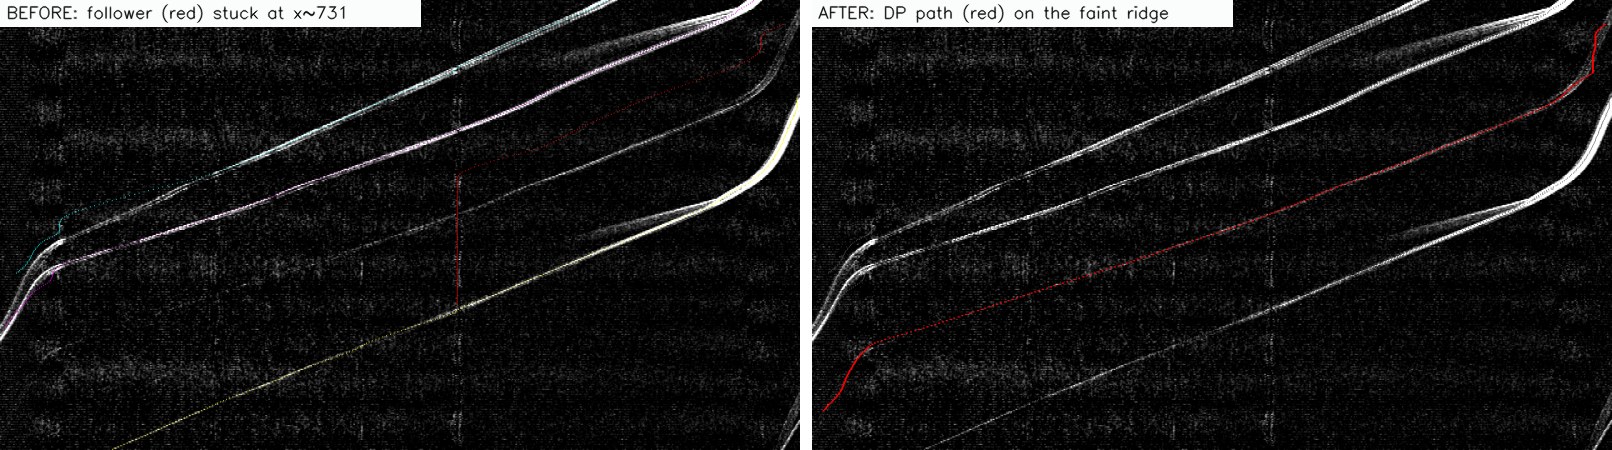 BEFORE: follower (red) stuck at x~731
AFTER: DP path (red) on the faint ridge